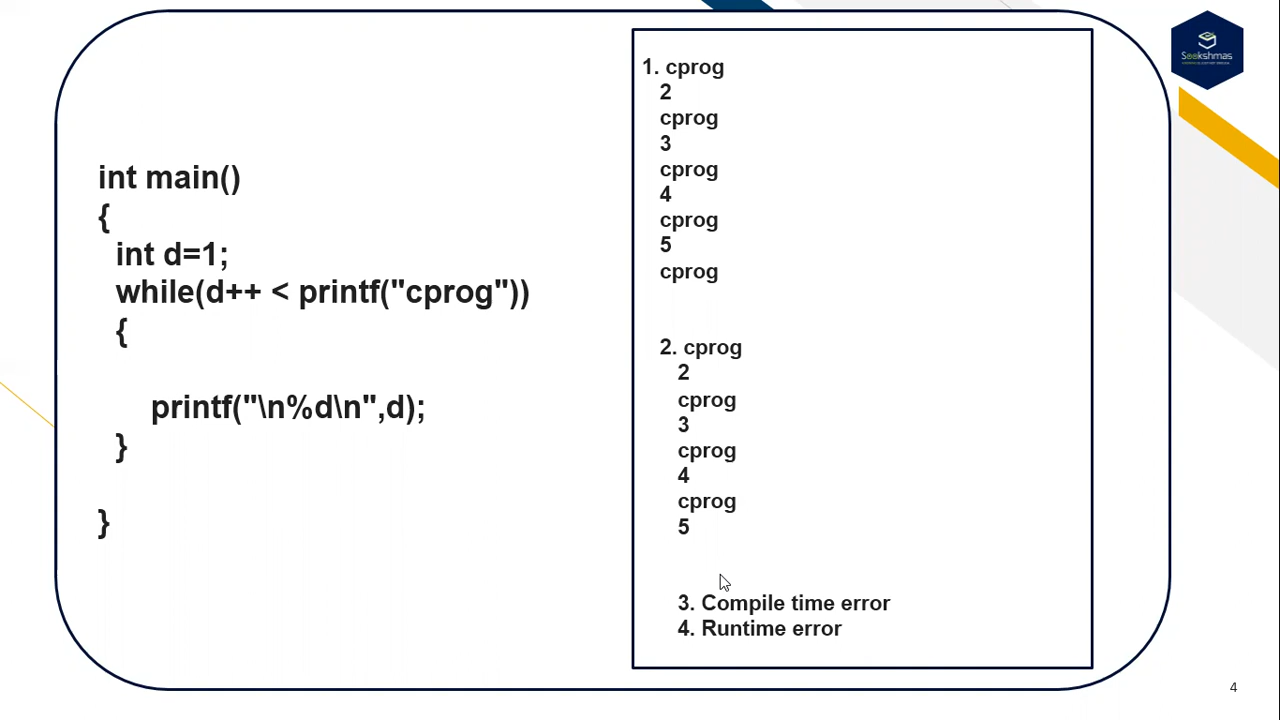 int main()
{
int d=1;
while(d++ < printf("cprog"))
{
printf("\n%d\n",d);
}
}
1. cprog
2
cprog
3
cprog
4
cprog
5
cprog
2. cprog
2
cprog
3
cprog
4
cprog
5
3. Compile time error
4. Runtime error
Sookshmas
4